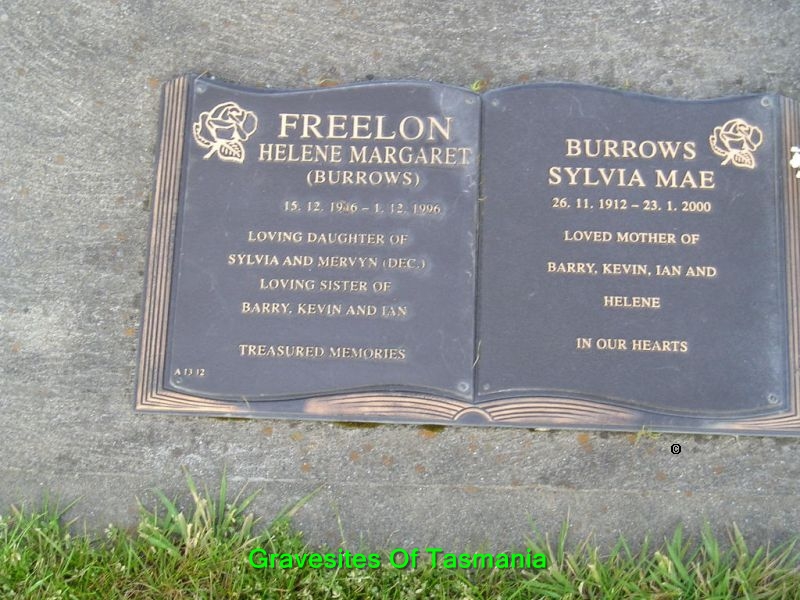 FREELON
HELENE MARGARET
(BURROWS)
15. 12. 1946 – 1. 12. 1996
LOVING DAUGHTER OF
SYLVIA AND MERVYN (DEC.)
LOVING SISTER OF
BARRY, KEVIN AND IAN
TREASURED MEMORIES
A 13 12
BURROWS
SYLVIA MAE
26. 11. 1912 – 23. 1. 2000
LOVED MOTHER OF
BARRY, KEVIN, IAN AND
HELENE
IN OUR HEARTS
©
Gravesites Of Tasmania